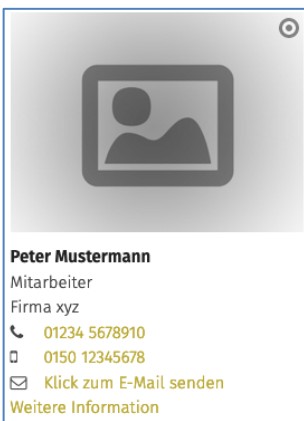 Peter Mustermann
Mitarbeiter
Firma xyz
01234 5678910
0150 12345678
Klick zum E-Mail senden
Weitere Information